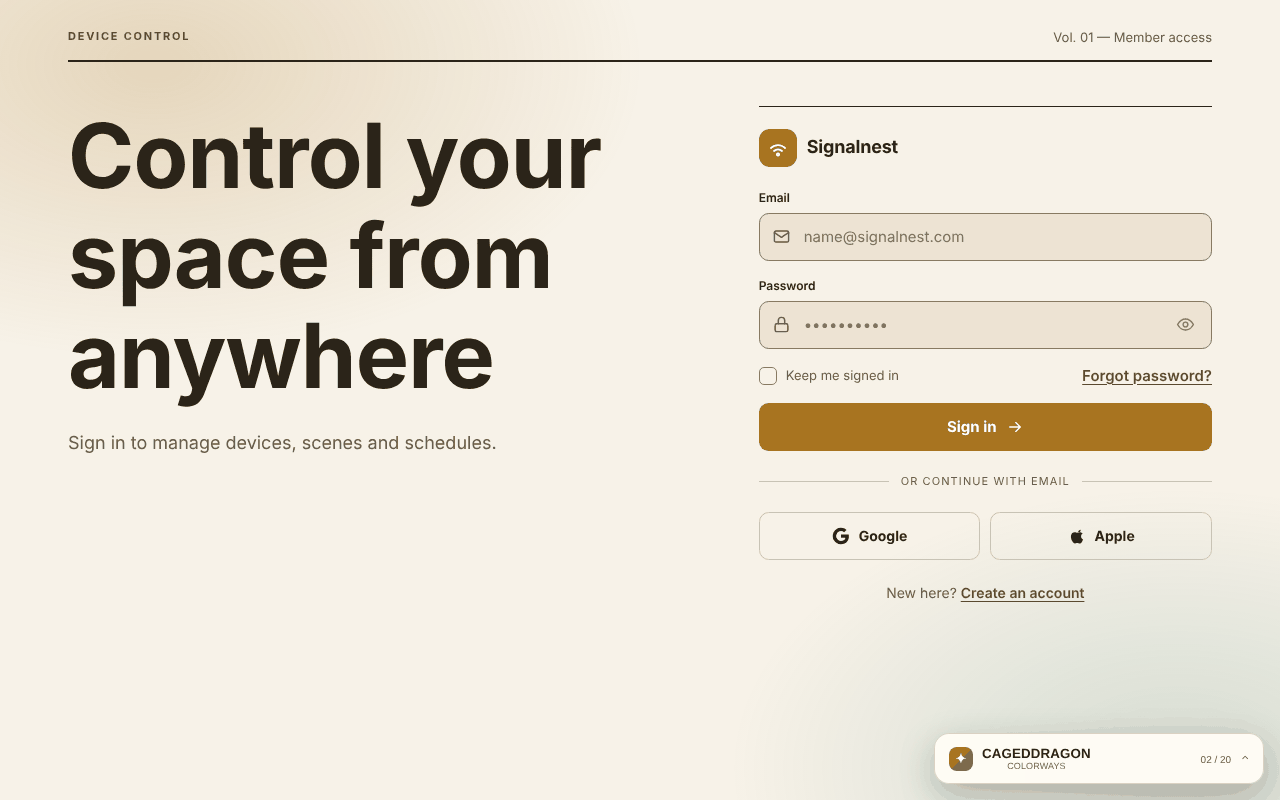 DEVICE CONTROL
Vol. 01 — Member access
Control your
space from
anywhere
Sign in to manage devices, scenes and schedules.
Signalnest
Email
name@signalnest.com
Password
••••••••••
Keep me signed in
Forgot password?
Sign in →
OR CONTINUE WITH EMAIL
Google
Apple
New here? Create an account
CAGEDDRAGON
COLORWAYS
02 / 20